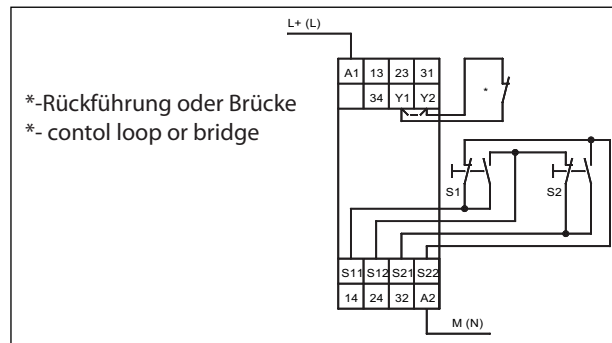 L+ (L)
A1 13 23 31
34 Y1 Y2
*
*-Rückführung oder Brücke
*- contol loop or bridge
S1
S2
S11 S12 S21 S22
14 24 32 A2
M (N)